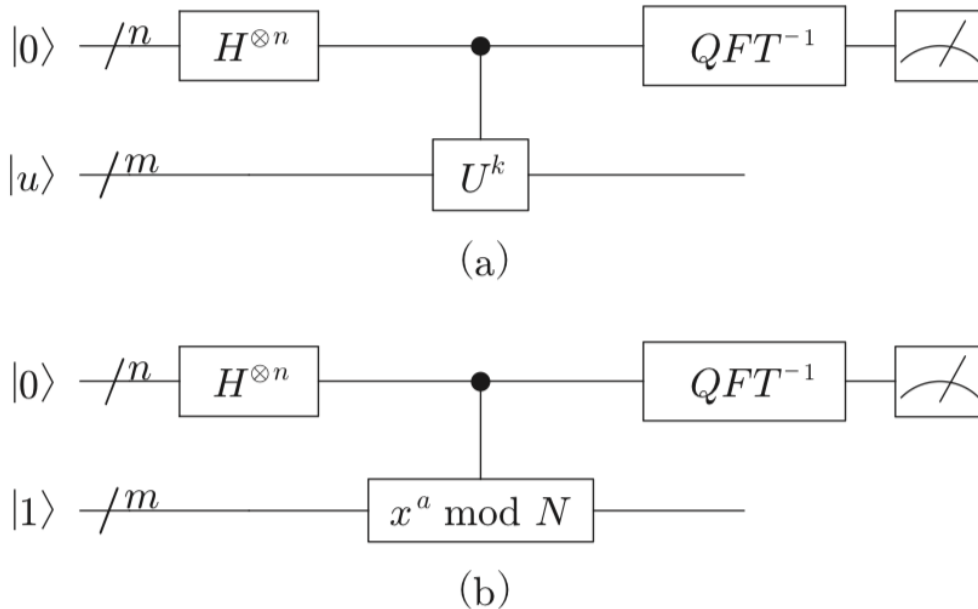 |0⟩ n H⊗n QFT−1
|u⟩ m U^k
(a)
|0⟩ n H⊗n QFT−1
|1⟩ m x^a mod N
(b)